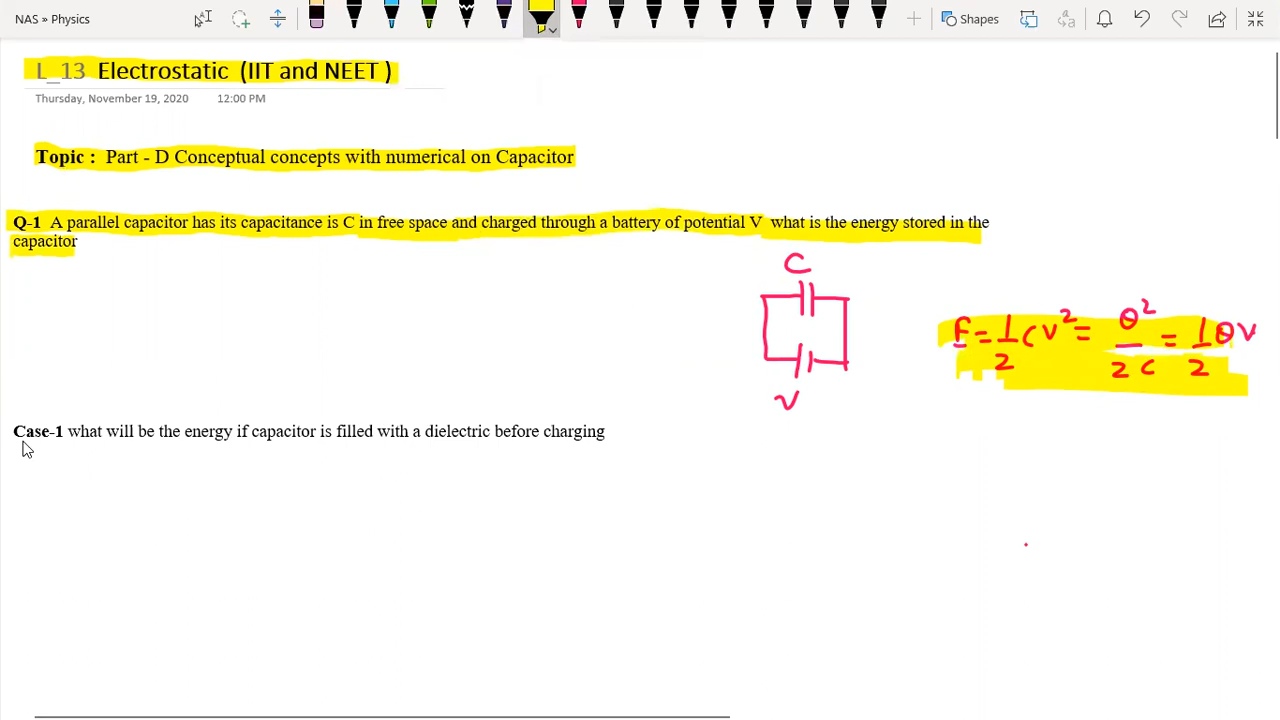 NAS » Physics
Shapes
L_13 Electrostatic (IIT and NEET )
Thursday, November 19, 2020 12:00 PM
Topic : Part - D Conceptual concepts with numerical on Capacitor
Q-1 A parallel capacitor has its capacitance is C in free space and charged through a battery of potential V what is the energy stored in the
capacitor
C
E = 1/2 CV² = Q²/2C = 1/2 QV
V
Case-1 what will be the energy if capacitor is filled with a dielectric before charging